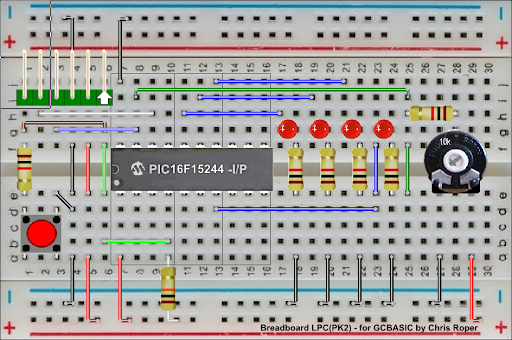 1 2 3 4 5 6 7 8 9 10 11 12 13 14 15 16 17 18 19 20 21 22 23 24 25 26 27 28 29 30
10k
PIC16F15244 -I/P
a b c d e
Breadboard LPC(PK2) - for GCBASIC by Chris Roper